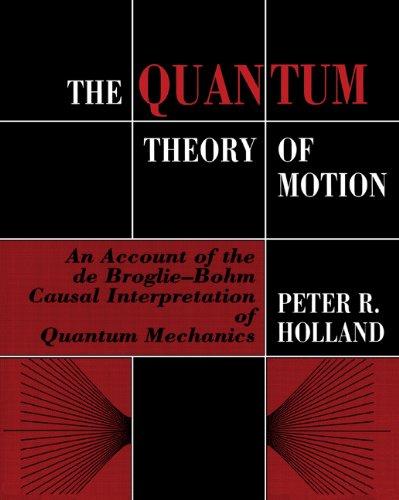 THE QUANTUM
THEORY OF
MOTION
An Account of the
de Broglie–Bohm
Causal Interpretation
of
Quantum Mechanics
PETER R.
HOLLAND